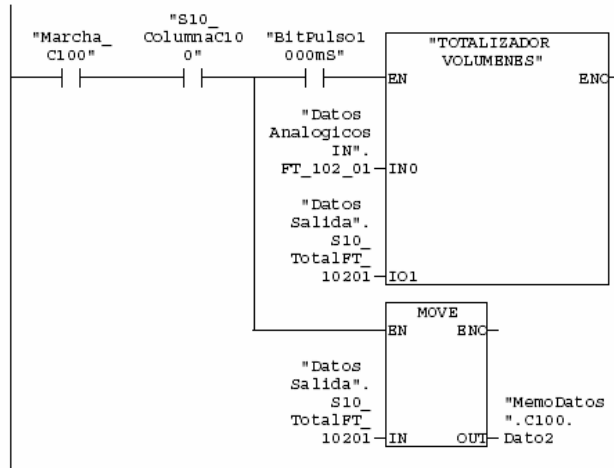 "S10_
"Marcha_
ColumnaC10
"BitPulso1
C100"
0"
000mS"
"TOTALIZADOR
VOLUMENES"
EN
ENO
"Datos
Analogicos
IN".
FT_102_01
IN0
"Datos
Salida".
S10_
TotalFT_
10201
IO1
MOVE
EN
ENO
"Datos
Salida".
S10_
TotalFT_
10201
IN
"MemoDatos
".C100.
OUT
Dato2